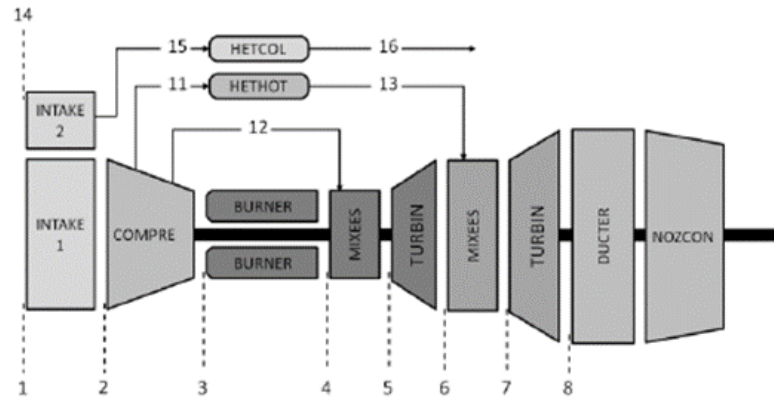 14
15
HETCOL
16
11
HETHOT
13
INTAKE
2
12
INTAKE
1
COMPRE
BURNER
BURNER
MIXEES
TURBIN
MIXEES
TURBIN
DUCTER
NOZCON
1
2
3
4
5
6
7
8